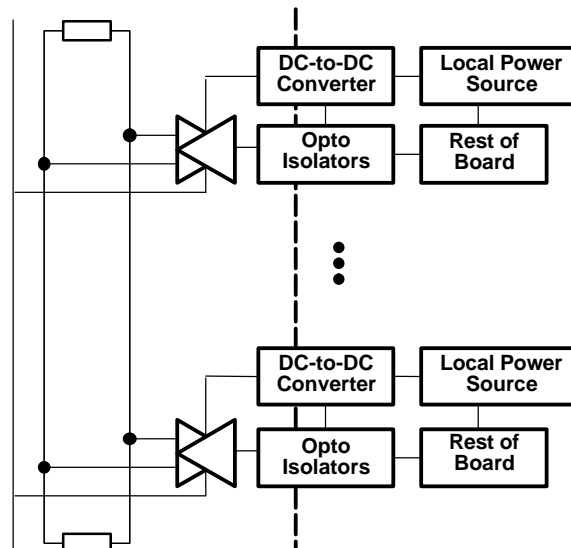 DC-to-DC
Converter
Local Power
Source
Opto
Isolators
Rest of
Board
DC-to-DC
Converter
Local Power
Source
Opto
Isolators
Rest of
Board